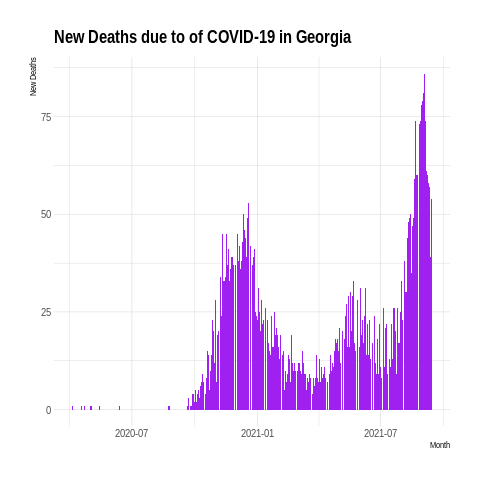 New Deaths due to of COVID-19 in Georgia
New Deaths
75
50
25
0
2020-07
2021-01
2021-07
Month